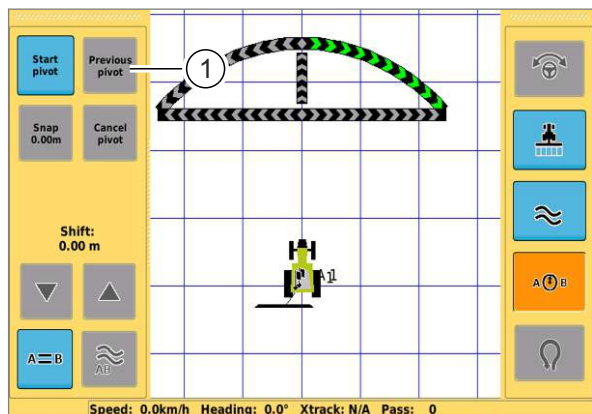 Start
pivot
Previous
pivot
1
Snap
0.00m
Cancel
pivot
Shift:
0.00 m
A B
AB
A B
Speed: 0.0km/h Heading: 0.0° Xtrack: N/A Pass: 0